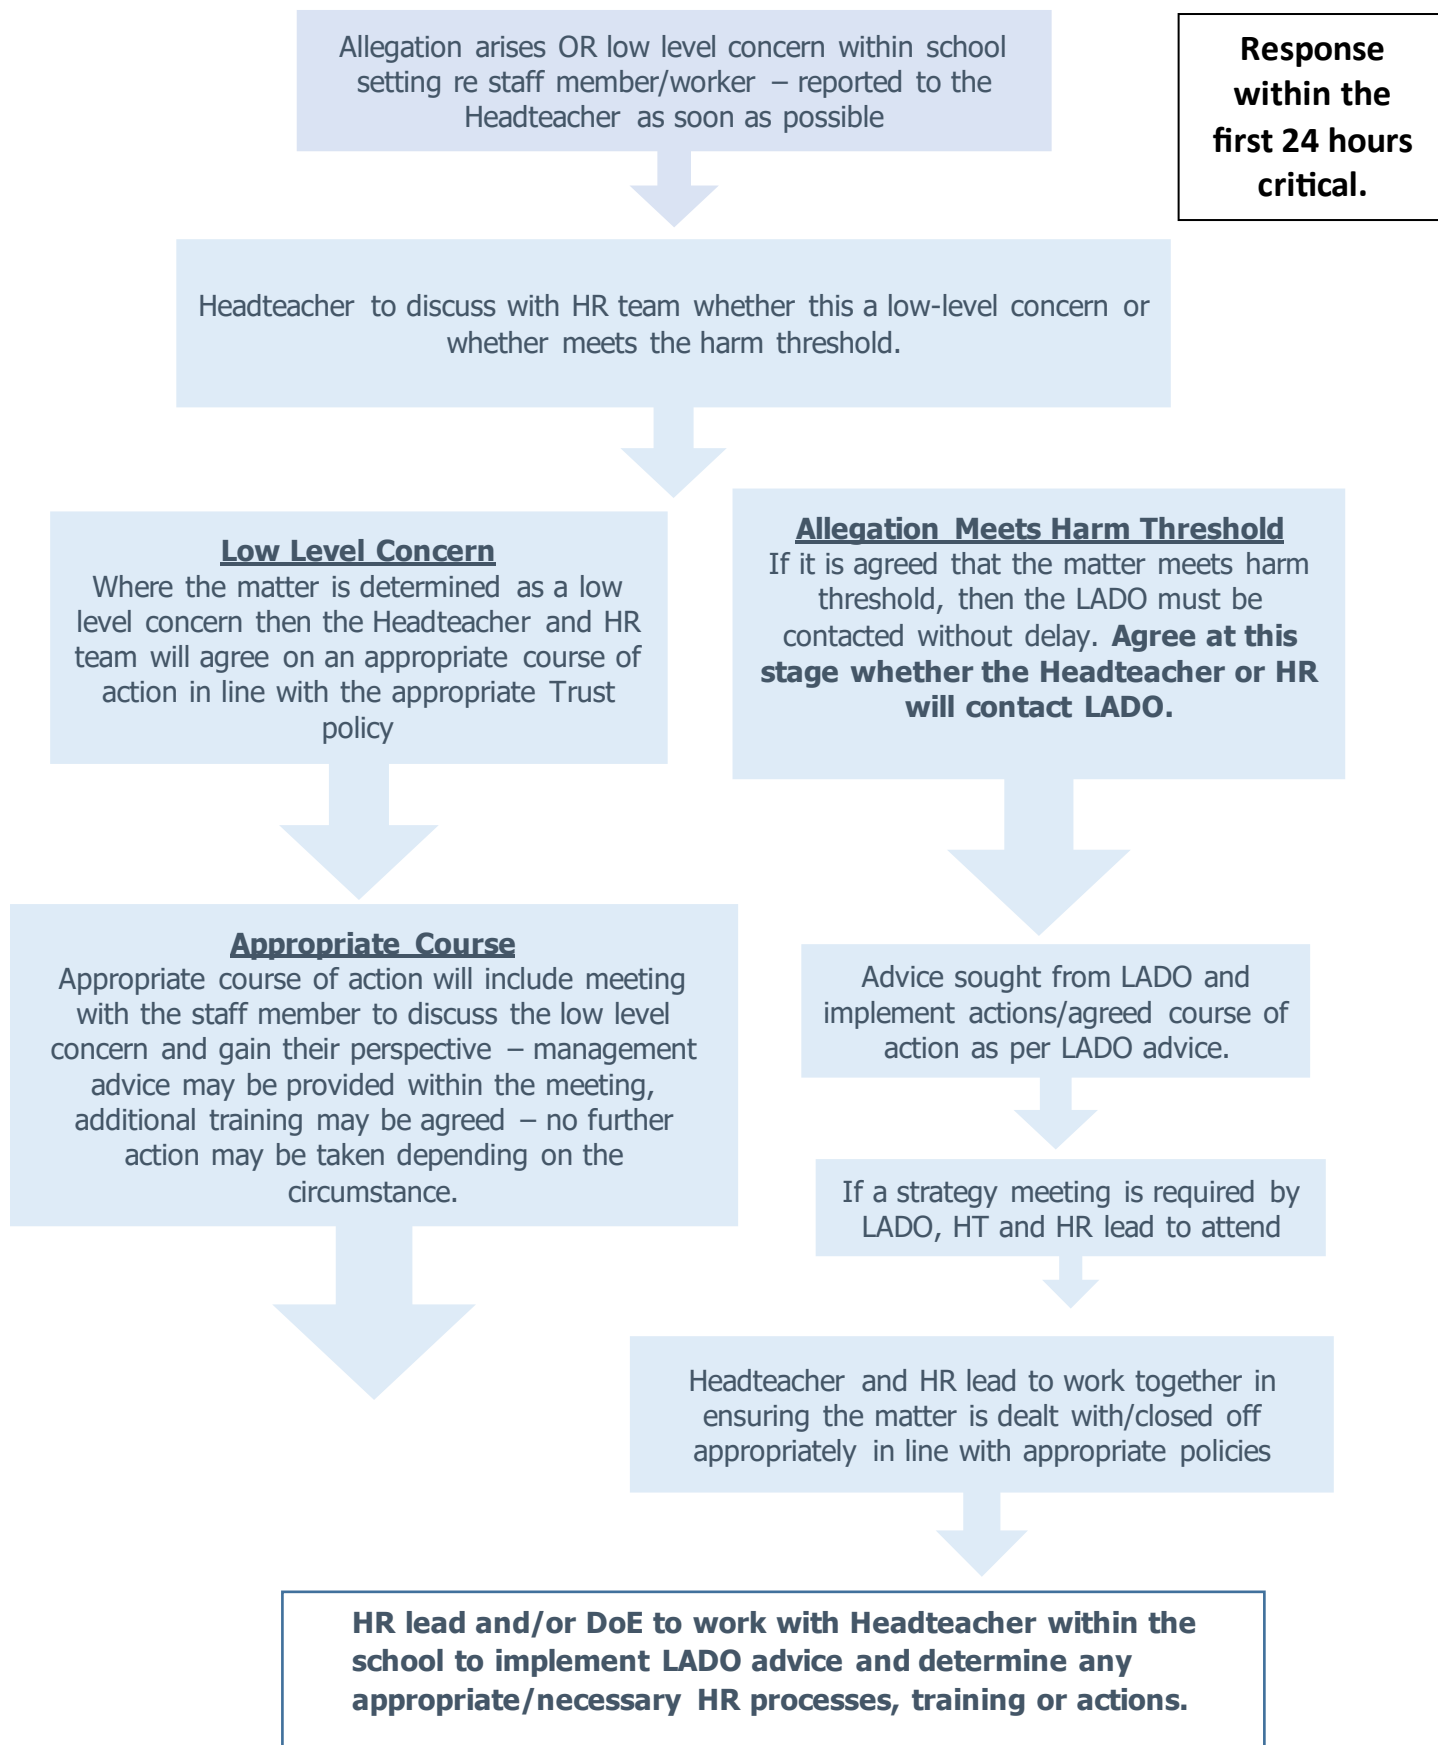 Allegation arises OR low level concern within school
setting re staff member/worker – reported to the
Headteacher as soon as possible
Response
within the
first 24 hours
critical.
Headteacher to discuss with HR team whether this a low-level concern or
whether meets the harm threshold.
Low Level Concern
Where the matter is determined as a low
level concern then the Headteacher and HR
team will agree on an appropriate course of
action in line with the appropriate Trust
policy
Allegation Meets Harm Threshold
If it is agreed that the matter meets harm
threshold, then the LADO must be
contacted without delay. Agree at this
stage whether the Headteacher or HR
will contact LADO.
Appropriate Course
Appropriate course of action will include meeting
with the staff member to discuss the low level
concern and gain their perspective – management
advice may be provided within the meeting,
additional training may be agreed – no further
action may be taken depending on the
circumstance.
Advice sought from LADO and
implement actions/agreed course of
action as per LADO advice.
If a strategy meeting is required by
LADO, HT and HR lead to attend
Headteacher and HR lead to work together in
ensuring the matter is dealt with/closed off
appropriately in line with appropriate policies
HR lead and/or DoE to work with Headteacher within the
school to implement LADO advice and determine any
appropriate/necessary HR processes, training or actions.